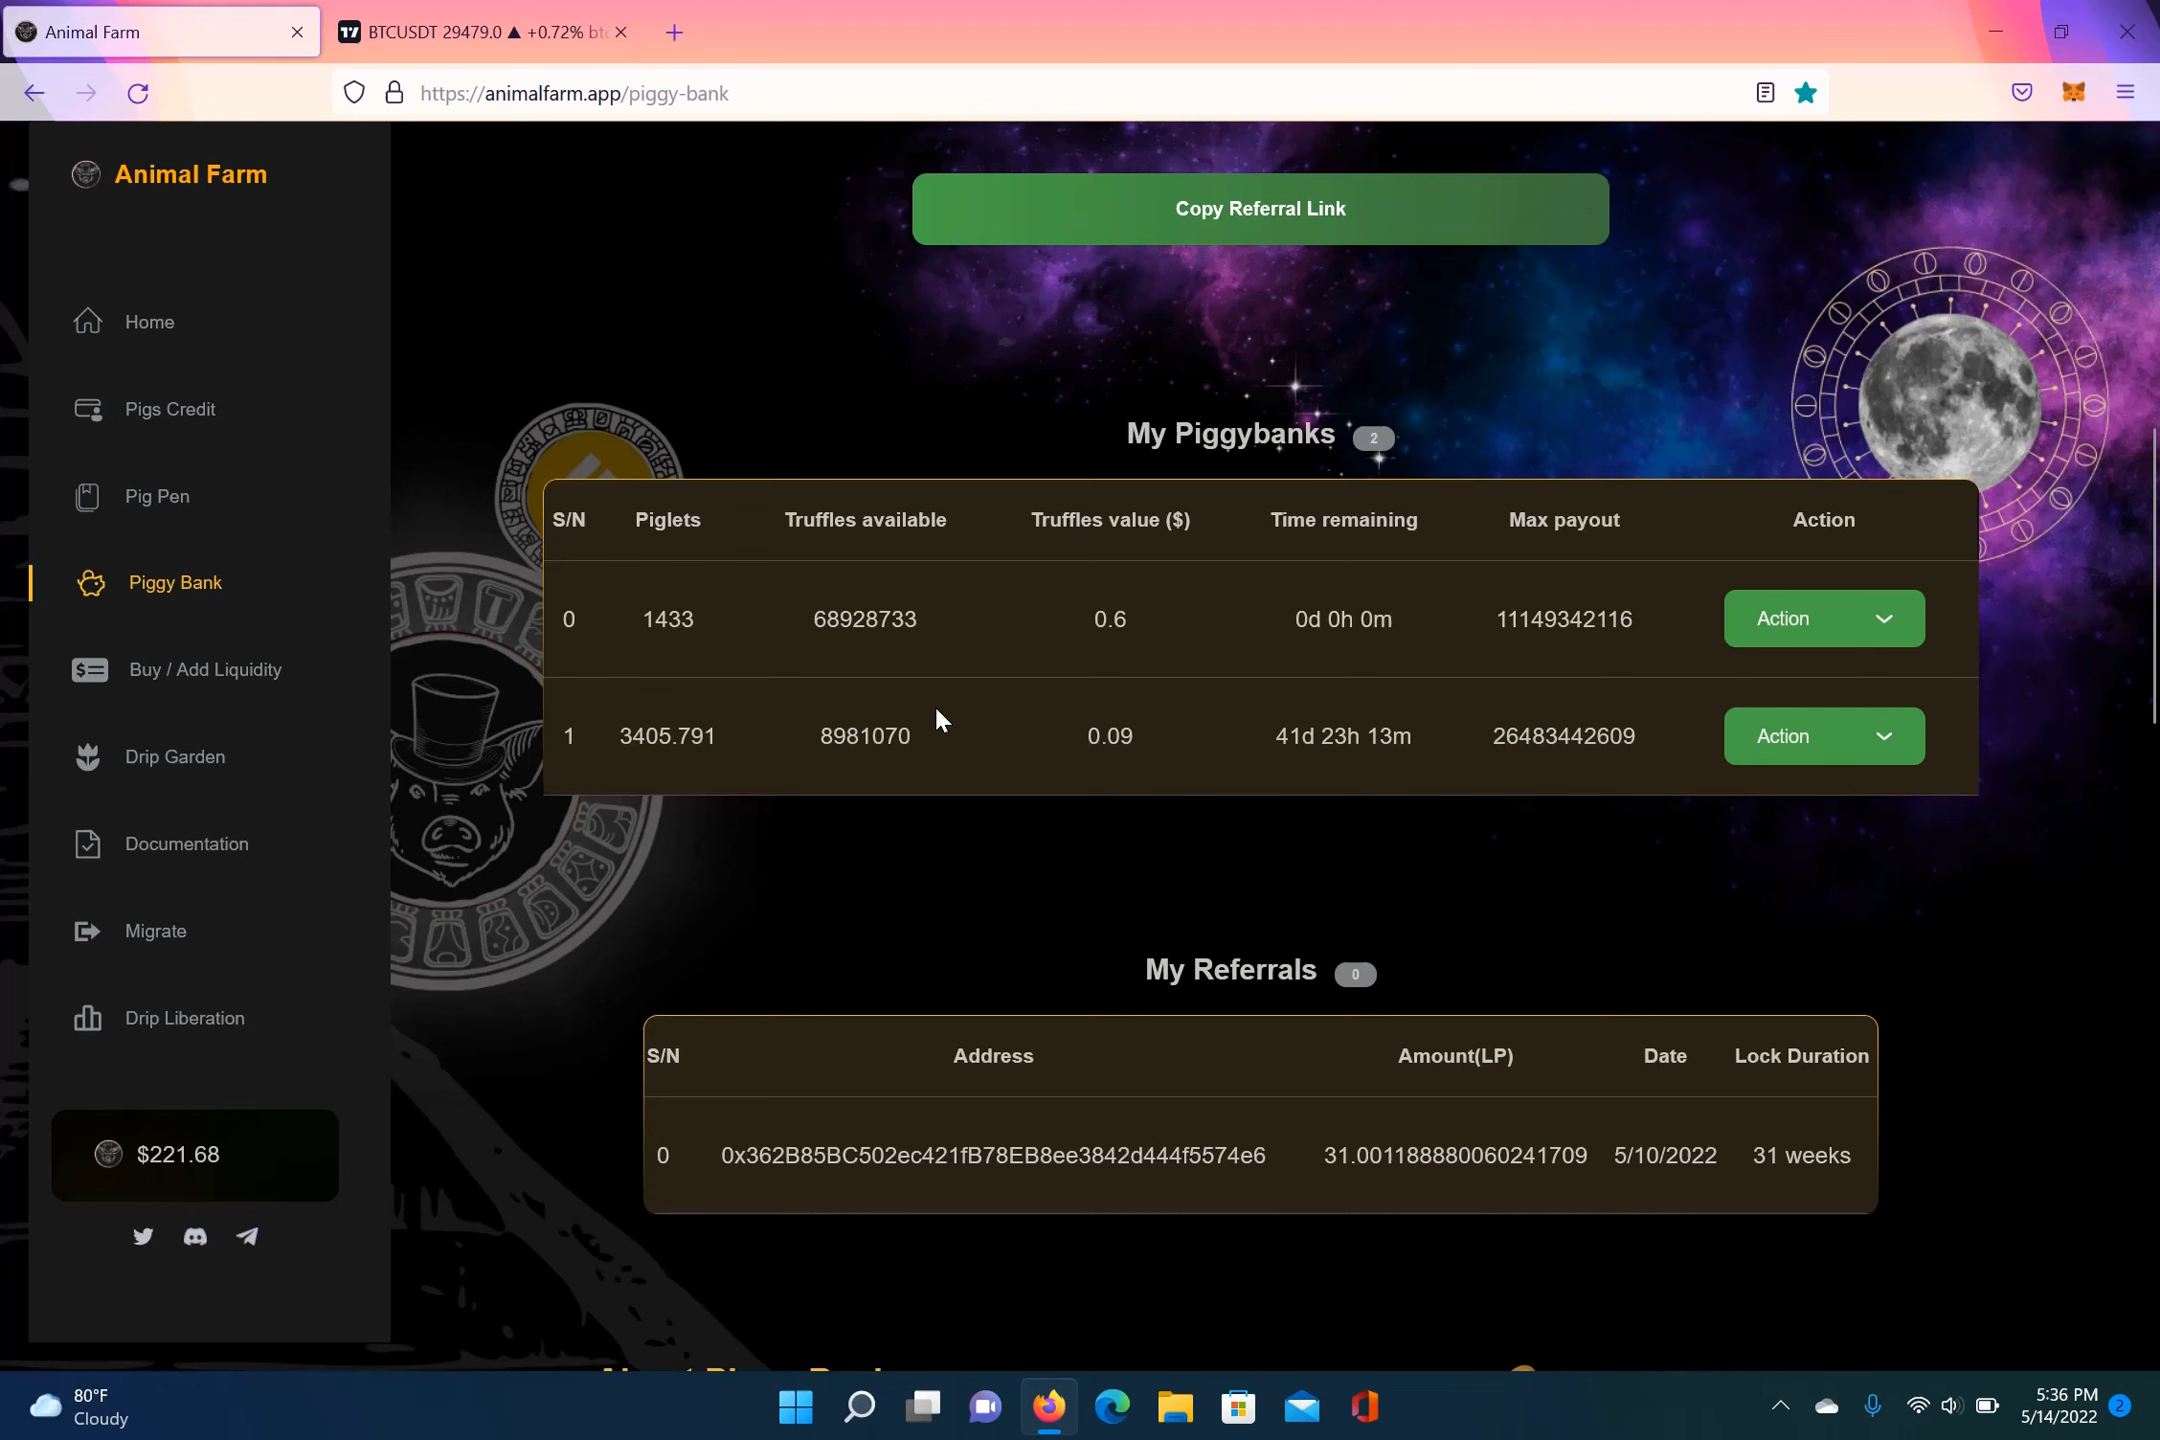 Animal Farm
BTCUSDT 29479.0 ▲ +0.72% btc
https://animalfarm.app/piggy-bank
Animal Farm
Home
Pigs Credit
Pig Pen
Piggy Bank
Buy / Add Liquidity
Drip Garden
Documentation
Migrate
Drip Liberation
$221.68
Copy Referral Link
My Piggybanks 2
S/N Piglets Truffles available Truffles value ($) Time remaining Max payout Action
0 1433 68928733 0.6 0d 0h 0m 11149342116 Action
1 3405.791 8981070 0.09 41d 23h 13m 26483442609 Action
My Referrals 0
S/N Address Amount(LP) Date Lock Duration
0 0x362B85BC502ec421fB78EB8ee3842d444f5574e6 31.001188880060241709 5/10/2022 31 weeks
80°F
Cloudy
5:36 PM
5/14/2022 2